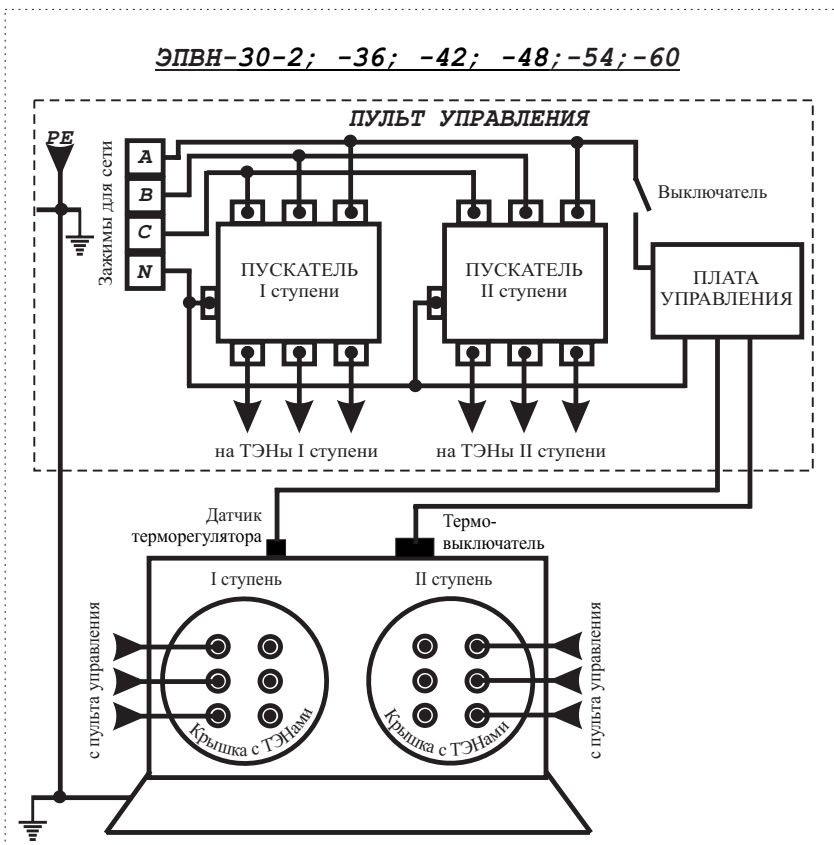 ЭПВН-30-2; -36; -42; -48;-54;-60
ПУЛЬТ УПРАВЛЕНИЯ
PE
Зажимы для сети
A
B
C
N
Выключатель
ПУСКАТЕЛЬ
I ступени
ПУСКАТЕЛЬ
II ступени
ПЛАТА
УПРАВЛЕНИЯ
на ТЭНы I ступени
на ТЭНы II ступени
Датчик
терморегулятора
Термо-
выключатель
I ступень
II ступень
с пульта управления
с пульта управления
Крышка с ТЭНами
Крышка с ТЭНами